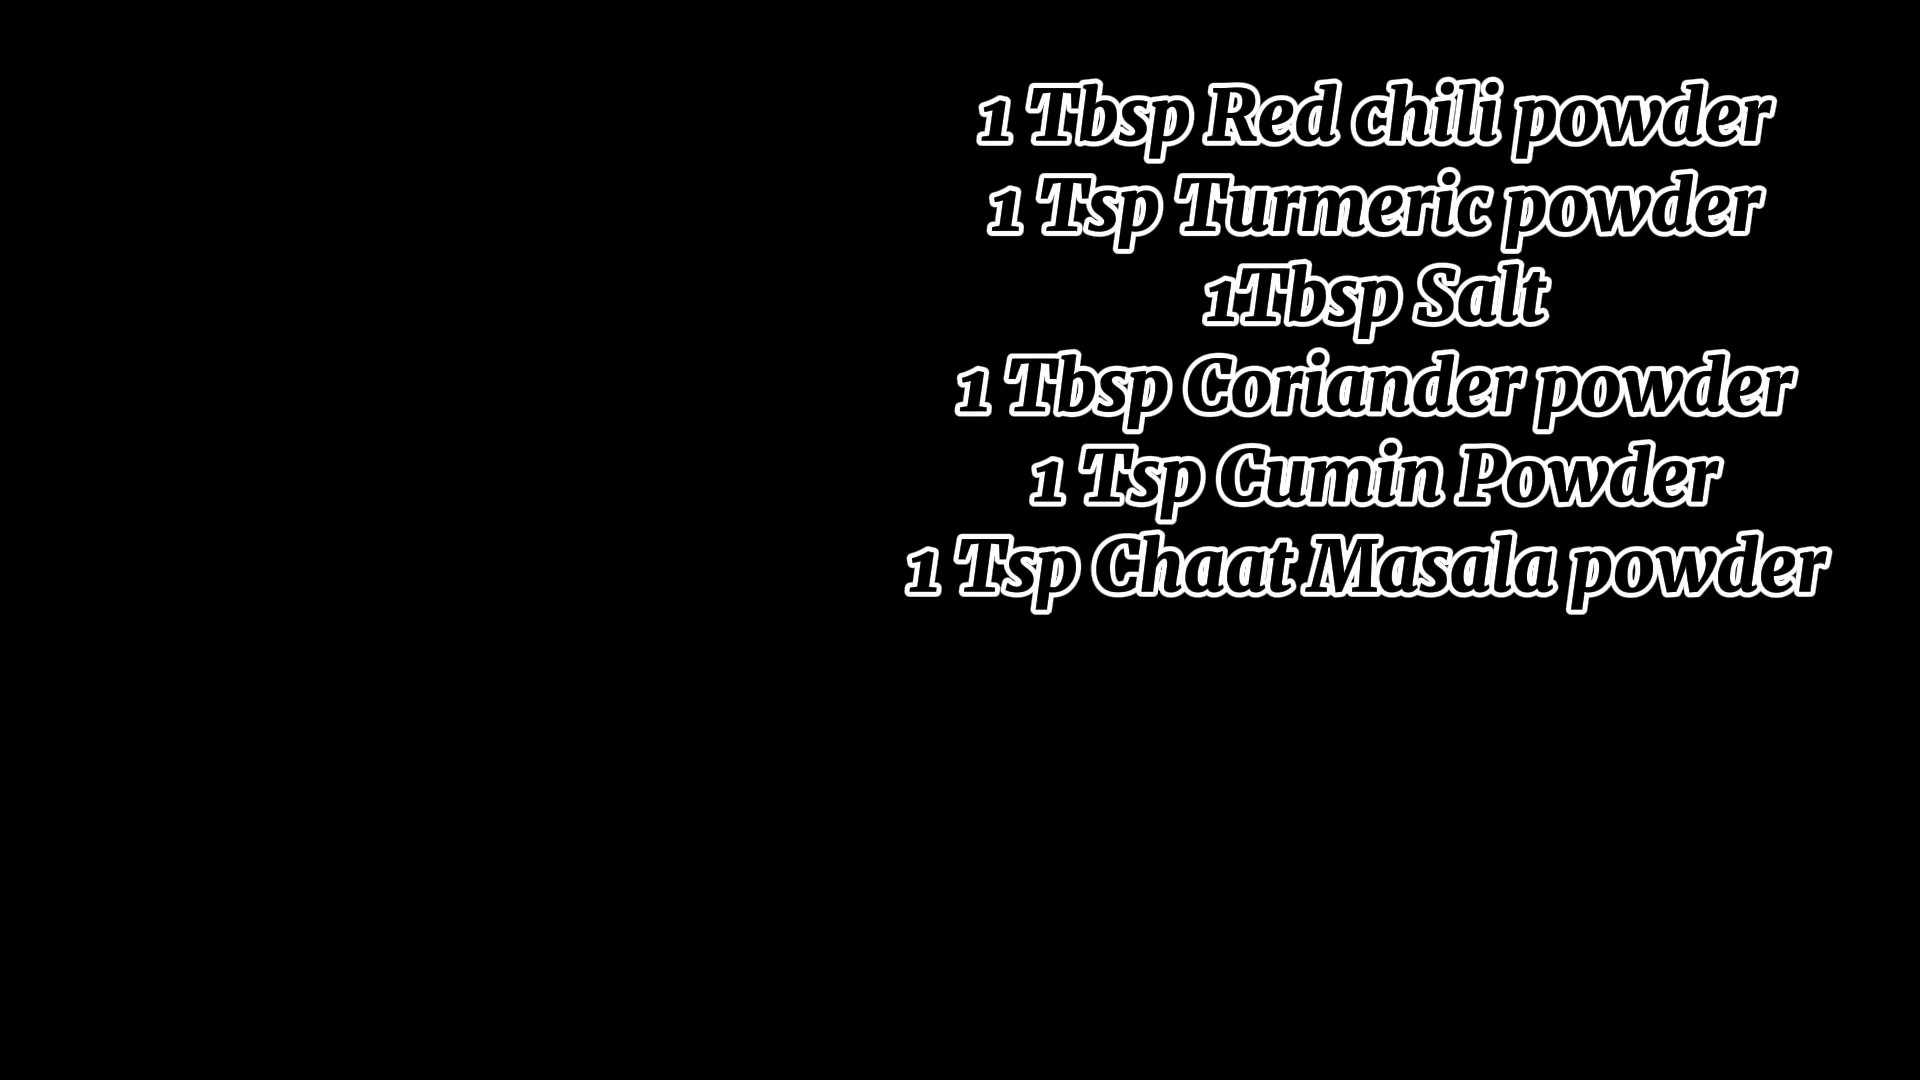 1 Tbsp Red chili powder
1 Tsp Turmeric powder
1Tbsp Salt
1 Tbsp Coriander powder
1 Tsp Cumin Powder
1 Tsp Chaat Masala powder